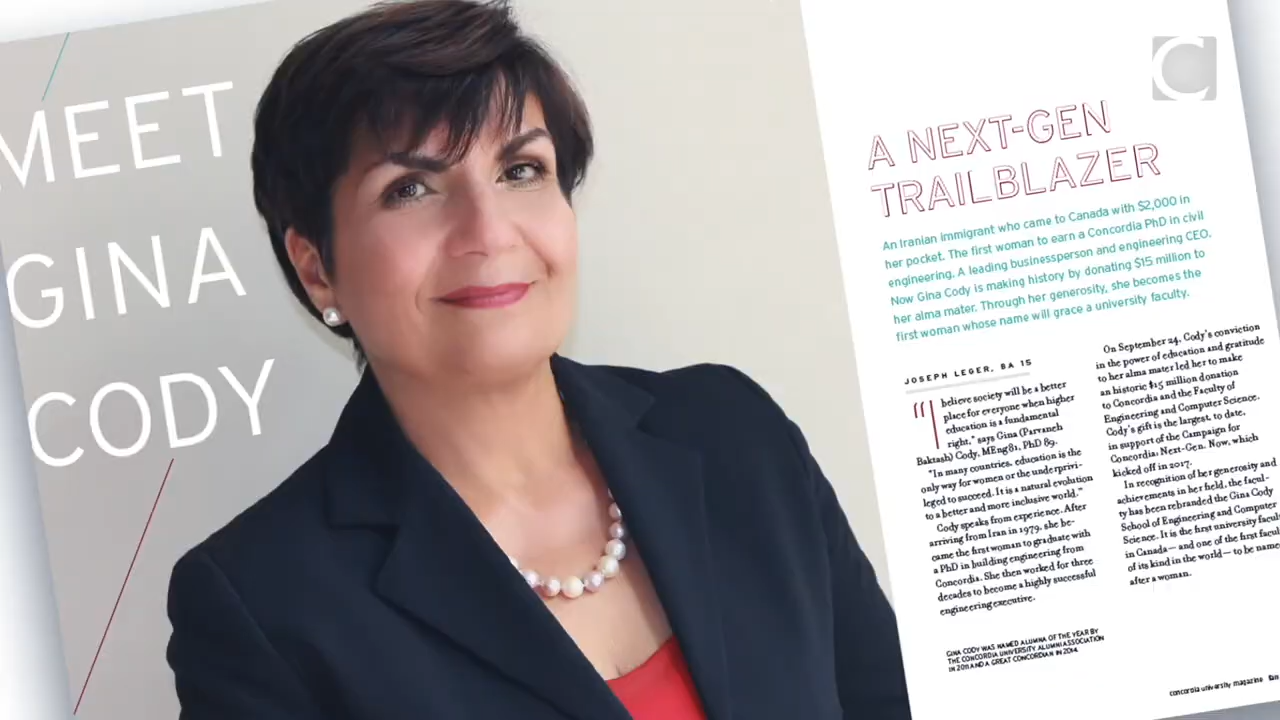 MEET
GINA
CODY
C
A NEXT-GEN
TRAILBLAZER
An Iranian immigrant who came to Canada with $2,000 in
her pocket. The first woman to earn a Concordia PhD in civil
engineering. A leading businessperson and engineering CEO.
Now Gina Cody is making history by donating $15 million to
her alma mater. Through her generosity, she becomes the
first woman whose name will grace a university faculty.
JOSEPH LEGER, BA 15
"I believe society will be a better
place for everyone when higher
education is a fundamental
right," says Gina (Parvaneh
Baktash) Cody, MEng 81, PhD 89.
"In many countries, education is the
only way for women or the underprivi-
leged to succeed. It is a natural evolution
to a better and more inclusive world."
Cody speaks from experience. After
arriving from Iran in 1979, she be-
came the first woman to graduate with
a PhD in building engineering from
Concordia. She then worked for three
decades to become a highly successful
engineering executive.
On September 24, Cody's conviction
in the power of education and gratitude
to her alma mater led her to make
an historic $15 million donation
to Concordia and the Faculty of
Engineering and Computer Science.
Cody's gift is the largest, to date,
in support of the Campaign for
Concordia: Next-Gen. Now, which
kicked off in 2017.
In recognition of her generosity and
achievements in her field, the facul-
ty has been rebranded the Gina Cody
School of Engineering and Computer
Science. It is the first university facul
in Canada — and one of the first facul
of its kind in the world — to be name
after a woman.
GINA CODY WAS NAMED ALUMNA OF THE YEAR BY
THE CONCORDIA UNIVERSITY ALUMNI ASSOCIATION
IN 2011 AND A GREAT CONCORDIAN IN 2014.
concordia university magazine